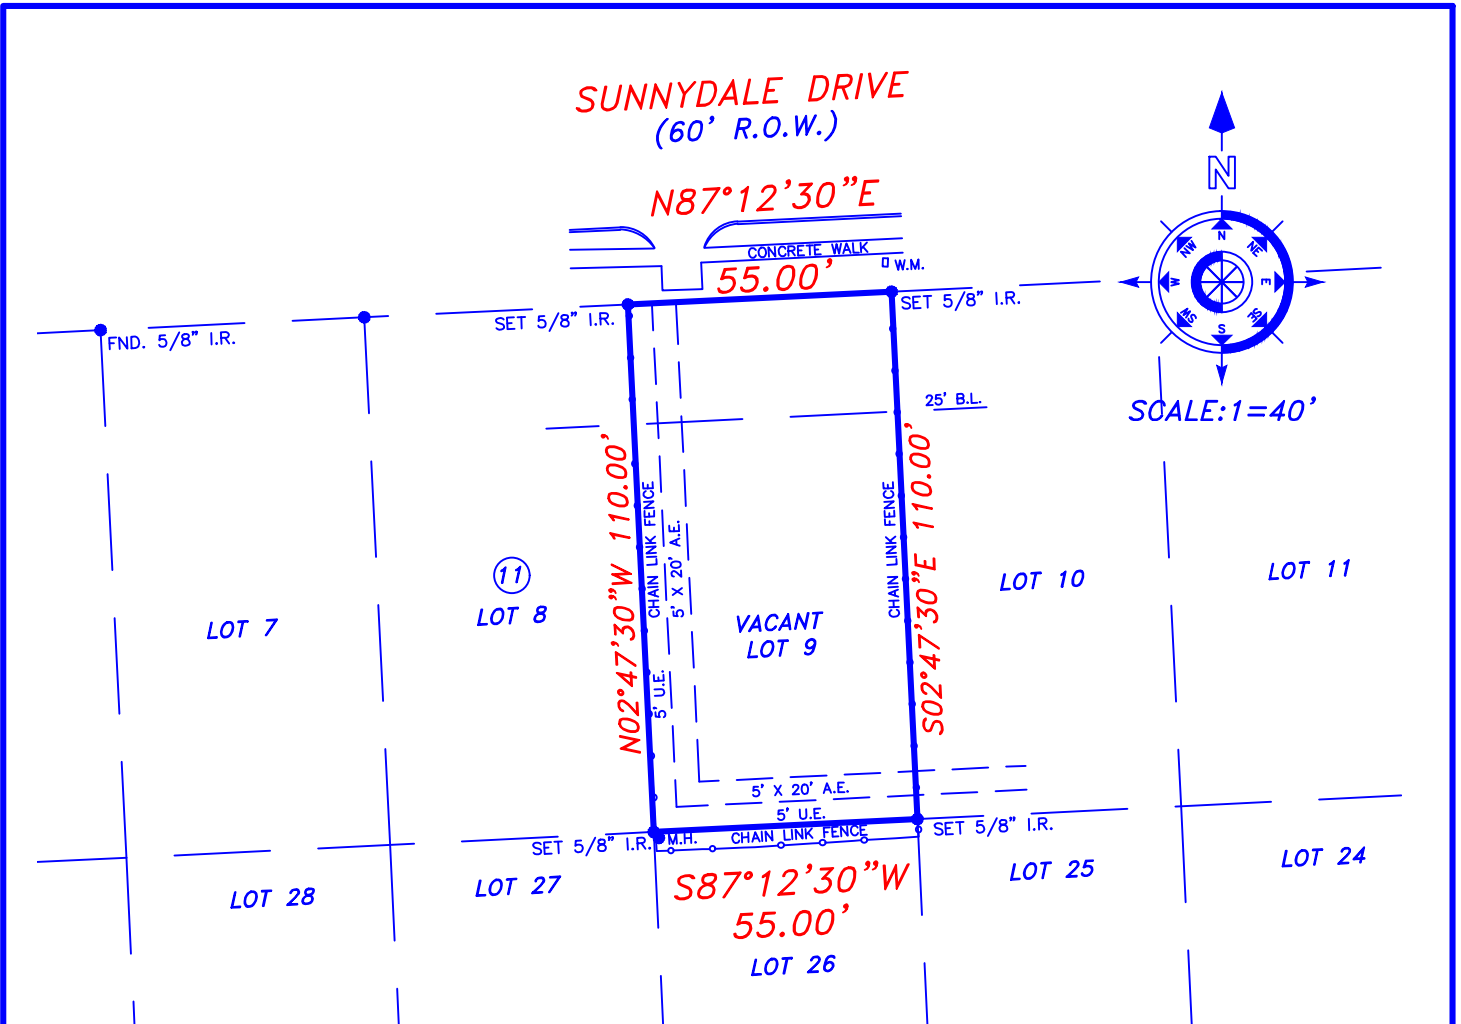 SUNNYDALE DRIVE
(60' R.O.W.)
N87°12'30"E
CONCRETE WALK
55.00'
W.M.
SET 5/8" I.R.
SET 5/8" I.R.
FND. 5/8" I.R.
N
N
NE
E
SE
S
SW
W
NW
SCALE:1=40'
25' B.L.
N02°47'30"W 110.00'
CHAIN LINK FENCE
5' X 20' A.E.
5' U.E.
CHAIN LINK FENCE
S02°47'30"E 110.00'
11
LOT 7
LOT 8
VACANT
LOT 9
LOT 10
LOT 11
5' X 20' A.E.
5' U.E.
SET 5/8" I.R.
M.H.
CHAIN LINK FENCE
SET 5/8" I.R.
S87°12'30"W
55.00'
LOT 28
LOT 27
LOT 26
LOT 25
LOT 24